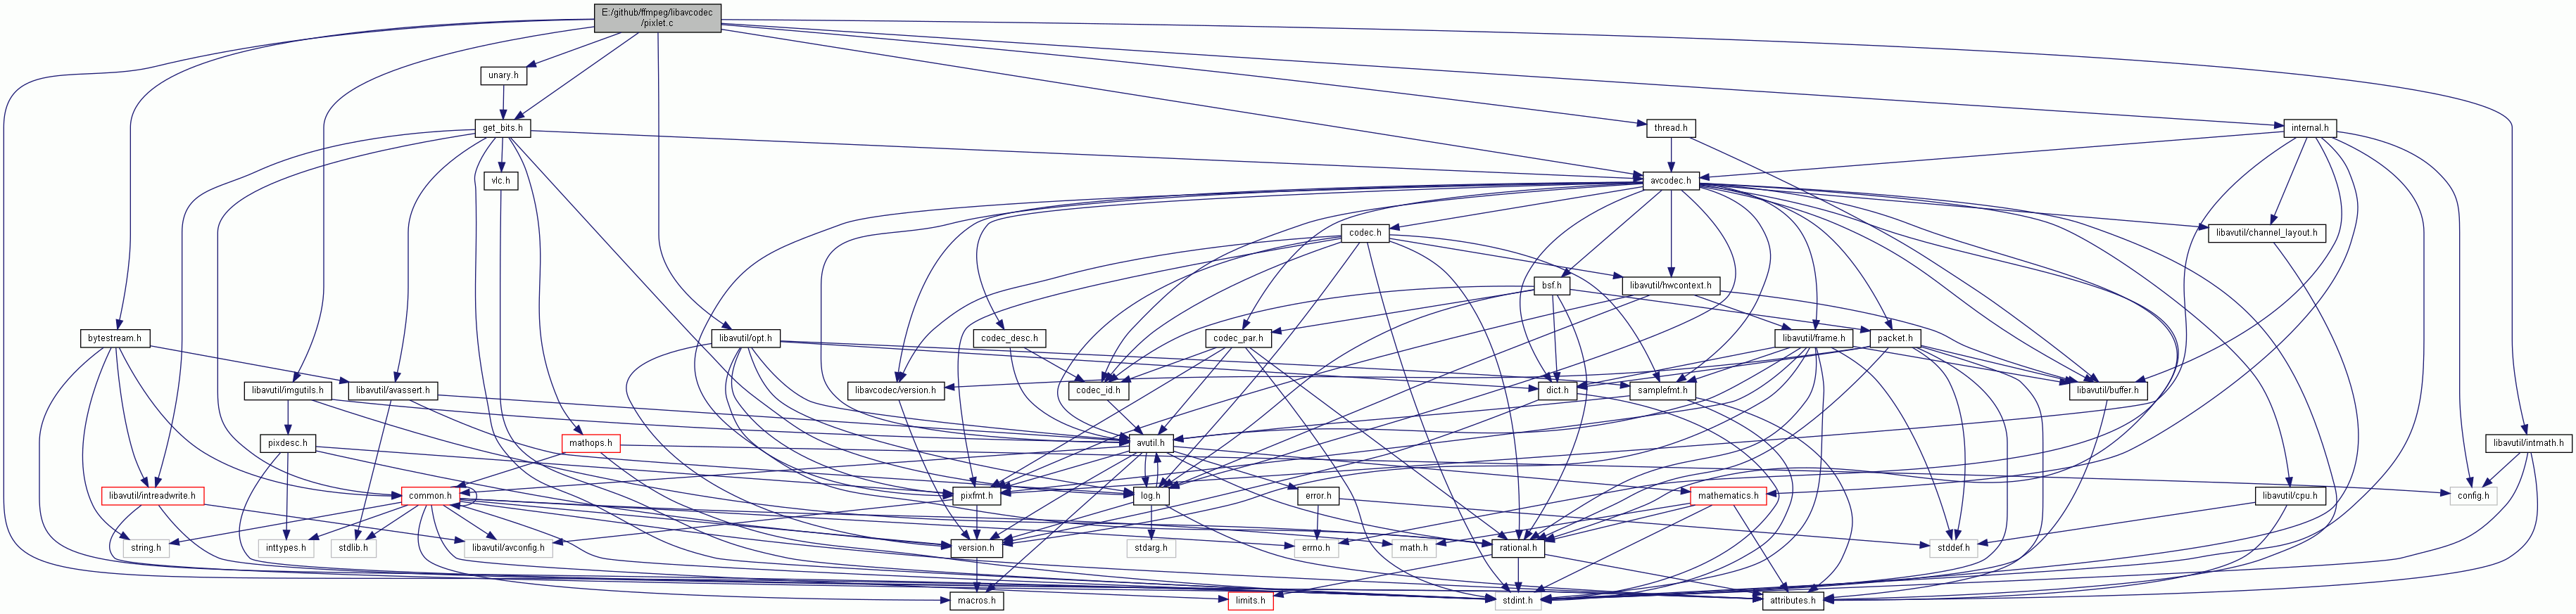 E:/github/ffmpeg/libavcodec
/pixlet.c
unary.h
get_bits.h
thread.h
internal.h
vlc.h
avcodec.h
codec.h
libavutil/channel_layout.h
bsf.h
libavutil/hwcontext.h
bytestream.h
libavutil/opt.h
codec_desc.h
codec_par.h
libavutil/frame.h
packet.h
libavutil/imgutils.h
libavutil/avassert.h
libavcodec/version.h
codec_id.h
dict.h
samplefmt.h
libavutil/buffer.h
pixdesc.h
mathops.h
avutil.h
libavutil/intmath.h
libavutil/intreadwrite.h
common.h
pixfmt.h
log.h
error.h
mathematics.h
libavutil/cpu.h
config.h
string.h
inttypes.h
stdlib.h
libavutil/avconfig.h
version.h
stdarg.h
errno.h
math.h
rational.h
stddef.h
macros.h
limits.h
stdint.h
attributes.h